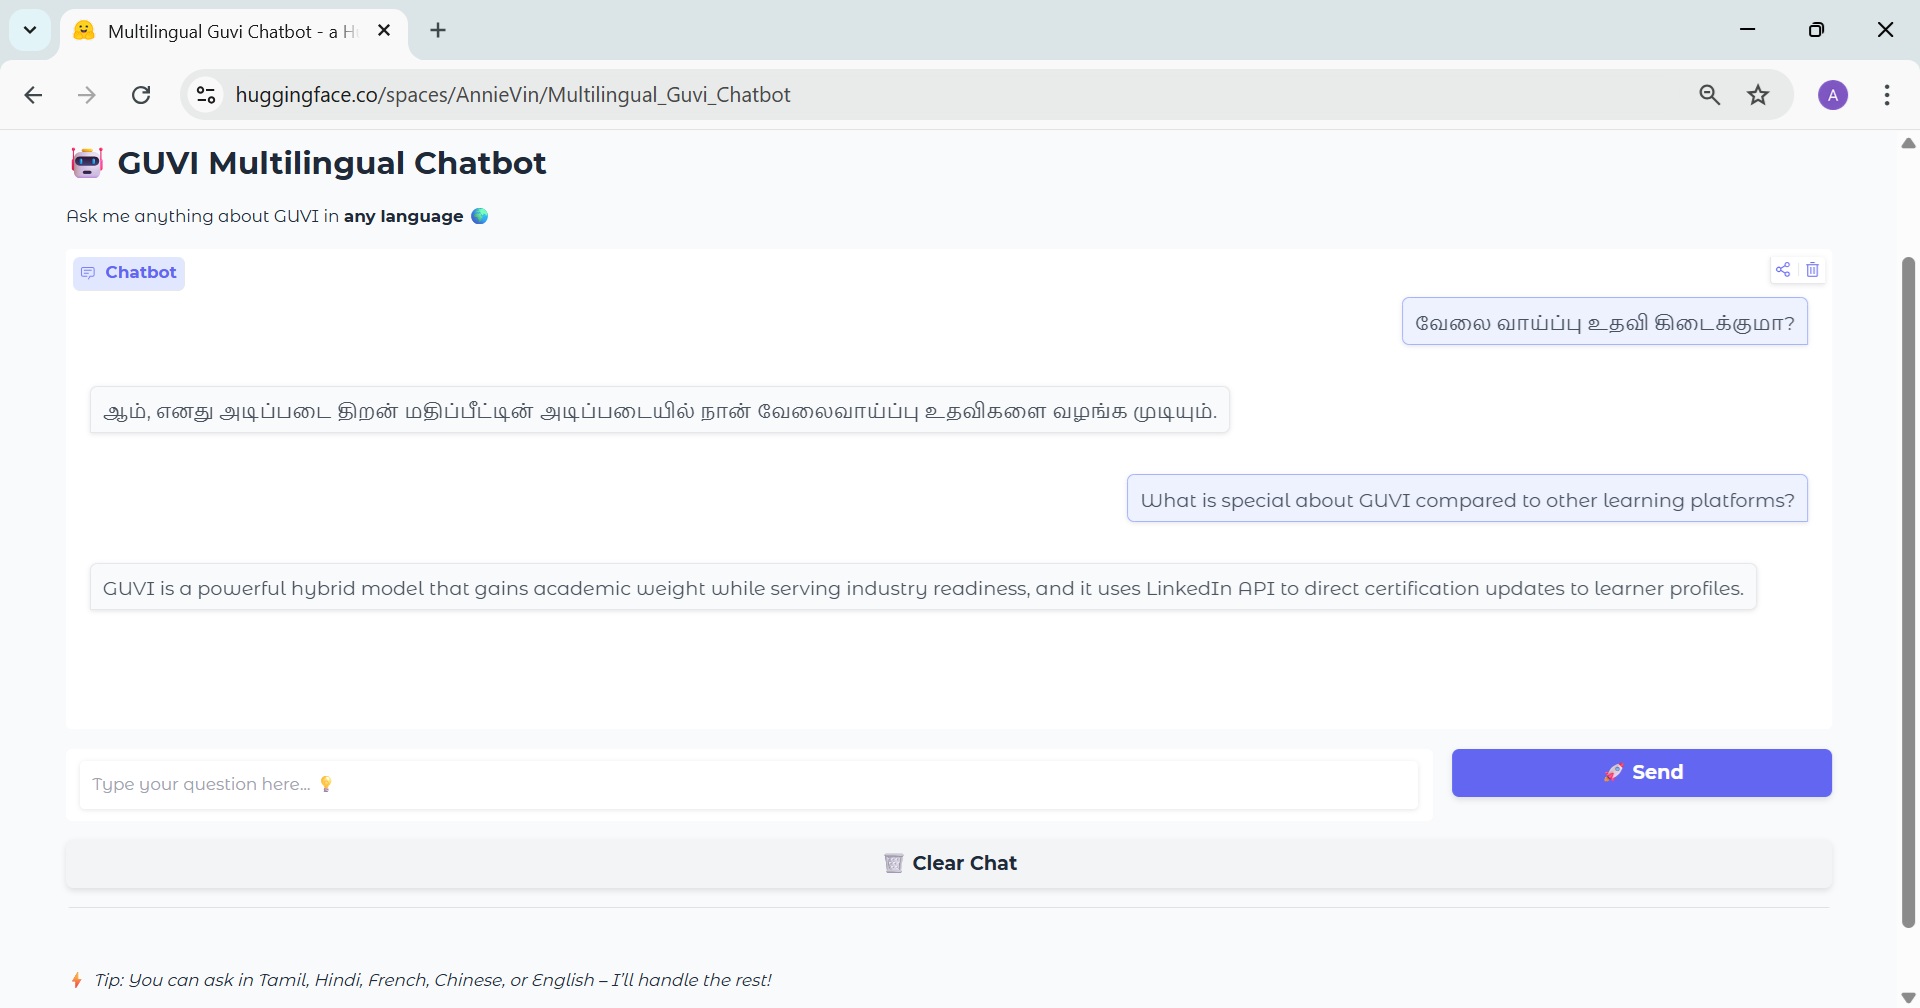 Multilingual Guvi Chatbot - a H
huggingface.co/spaces/AnnieVin/Multilingual_Guvi_Chatbot
A
GUVI Multilingual Chatbot
Ask me anything about GUVI in any language
Chatbot
வேலை வாய்ப்பு உதவி கிடைக்குமா?
ஆம், எனது அடிப்படை திறன் மதிப்பீட்டின் அடிப்படையில் நான் வேலைவாய்ப்பு உதவிகளை வழங்க முடியும்.
What is special about GUVI compared to other learning platforms?
GUVI is a powerful hybrid model that gains academic weight while serving industry readiness, and it uses LinkedIn API to direct certification updates to learner profiles.
Type your question here... 💡
🚀 Send
🗑️ Clear Chat
⚡ Tip: You can ask in Tamil, Hindi, French, Chinese, or English – I'll handle the rest!